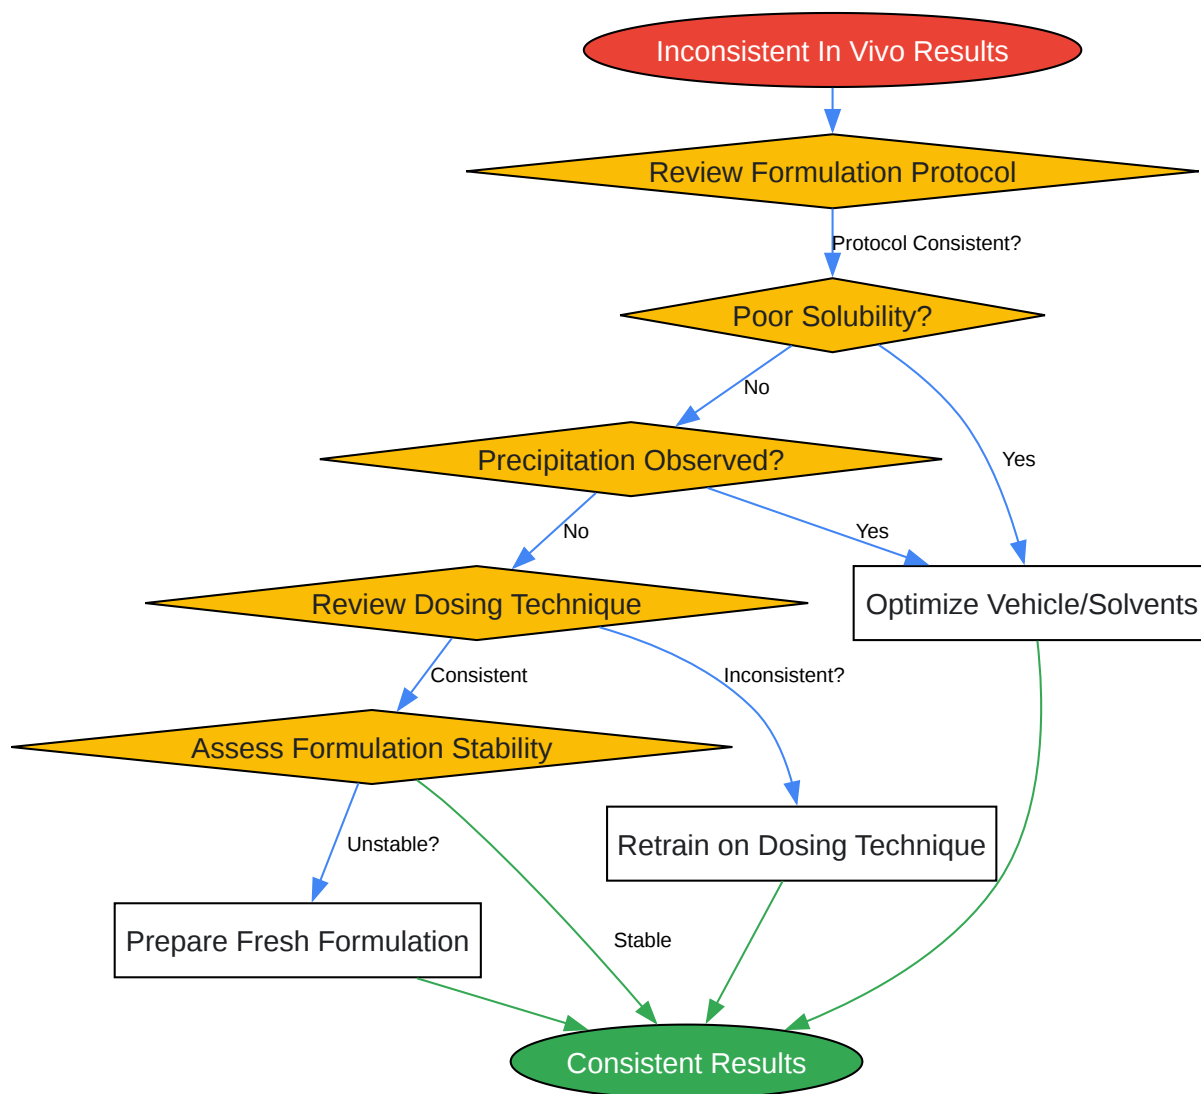 Inconsistent In Vivo Results
Review Formulation Protocol
Protocol Consistent?
Poor Solubility?
No
Yes
Precipitation Observed?
No
Yes
Optimize Vehicle/Solvents
Review Dosing Technique
Consistent
Inconsistent?
Assess Formulation Stability
Unstable?
Retrain on Dosing Technique
Prepare Fresh Formulation
Stable
Consistent Results